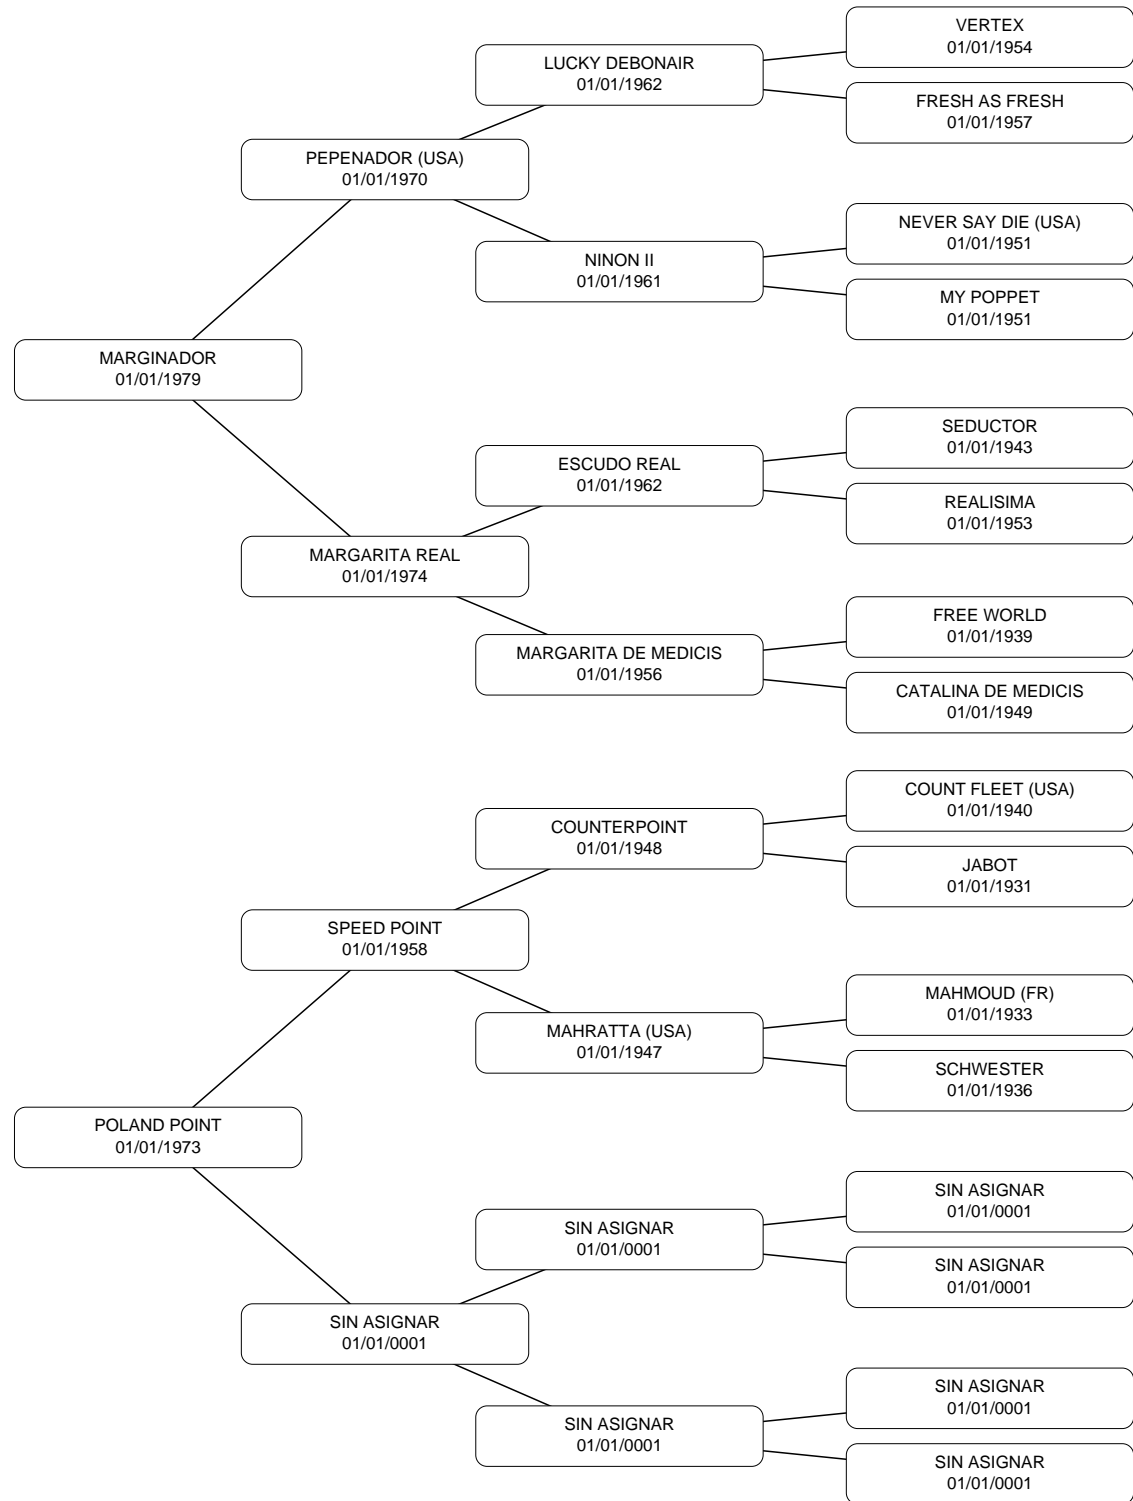 VERTEX
01/01/1954
LUCKY DEBONAIR
01/01/1962
FRESH AS FRESH
01/01/1957
PEPENADOR (USA)
01/01/1970
NEVER SAY DIE (USA)
01/01/1951
NINON II
01/01/1961
MY POPPET
01/01/1951
MARGINADOR
01/01/1979
SEDUCTOR
01/01/1943
ESCUDO REAL
01/01/1962
REALISIMA
01/01/1953
MARGARITA REAL
01/01/1974
FREE WORLD
01/01/1939
MARGARITA DE MEDICIS
01/01/1956
CATALINA DE MEDICIS
01/01/1949
COUNT FLEET (USA)
01/01/1940
COUNTERPOINT
01/01/1948
JABOT
01/01/1931
SPEED POINT
01/01/1958
MAHMOUD (FR)
01/01/1933
MAHRATTA (USA)
01/01/1947
SCHWESTER
01/01/1936
POLAND POINT
01/01/1973
SIN ASIGNAR
01/01/0001
SIN ASIGNAR
01/01/0001
SIN ASIGNAR
01/01/0001
SIN ASIGNAR
01/01/0001
SIN ASIGNAR
01/01/0001
SIN ASIGNAR
01/01/0001
SIN ASIGNAR
01/01/0001